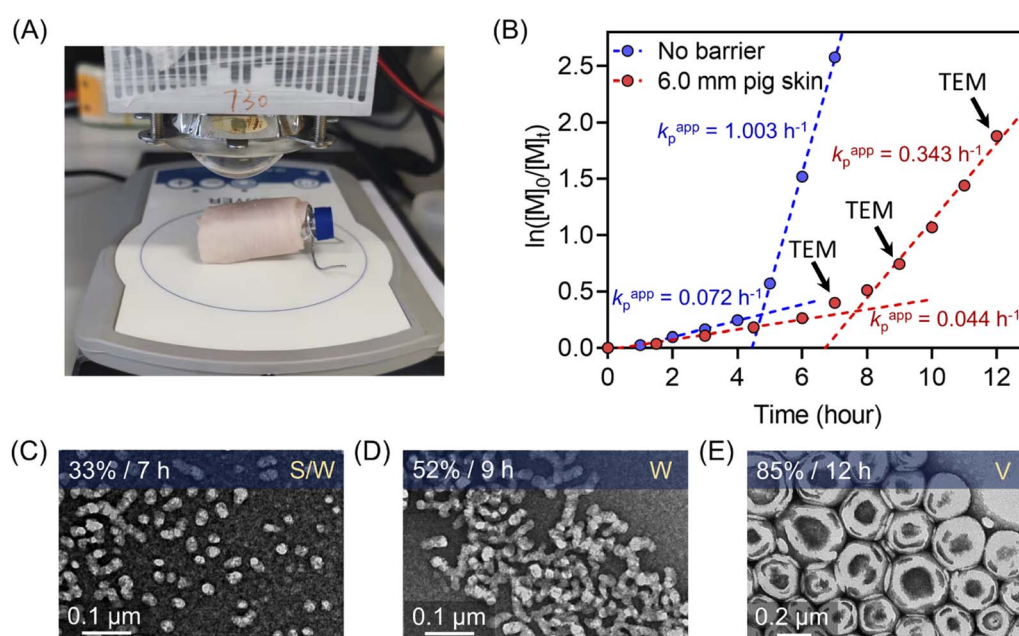 (A)
730
(B)
ln([M]₀/[M]ₜ)
2.5
2.0
1.5
1.0
0.5
0.0
No barrier
6.0 mm pig skin
kₚᵃᵖᵖ = 1.003 h⁻¹
TEM
kₚᵃᵖᵖ = 0.343 h⁻¹
TEM
TEM
kₚᵃᵖᵖ = 0.072 h⁻¹
kₚᵃᵖᵖ = 0.044 h⁻¹
0 2 4 6 8 10 12
Time (hour)
(C)
33% / 7 h S/W
0.1 μm
(D)
52% / 9 h W
0.1 μm
(E)
85% / 12 h V
0.2 μm